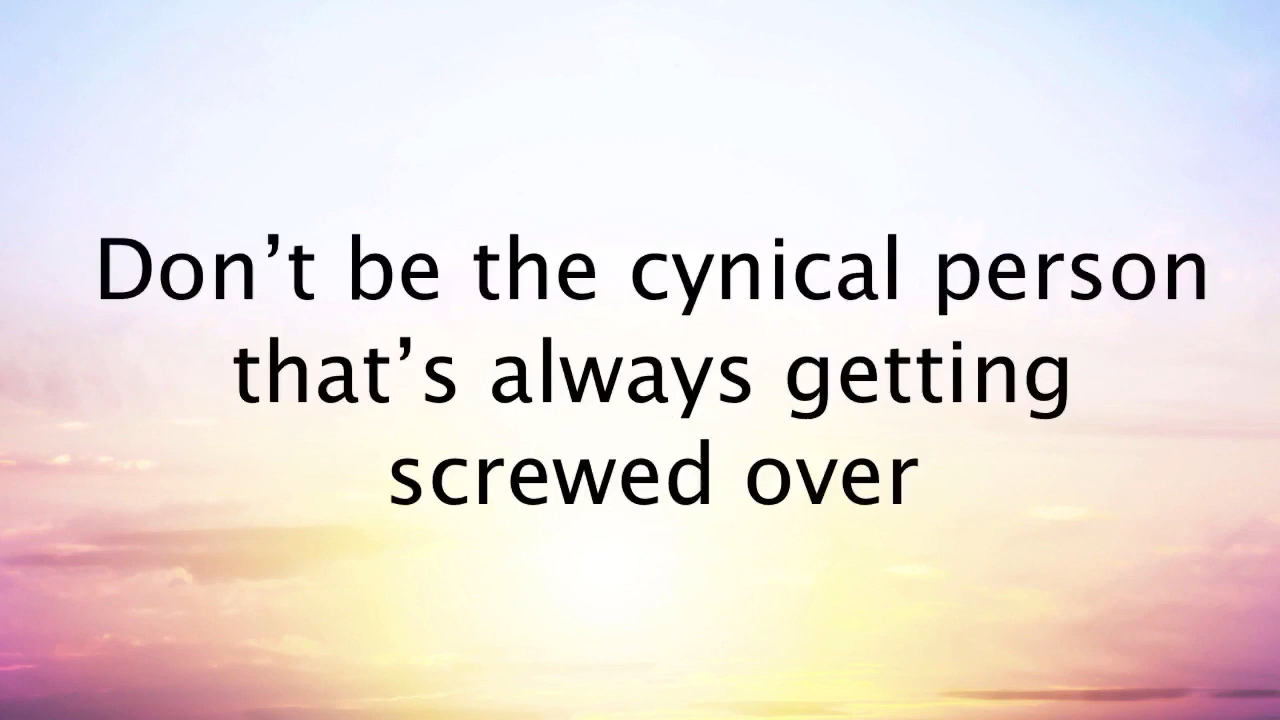 Don’t be the cynical person
that’s always getting
screwed over